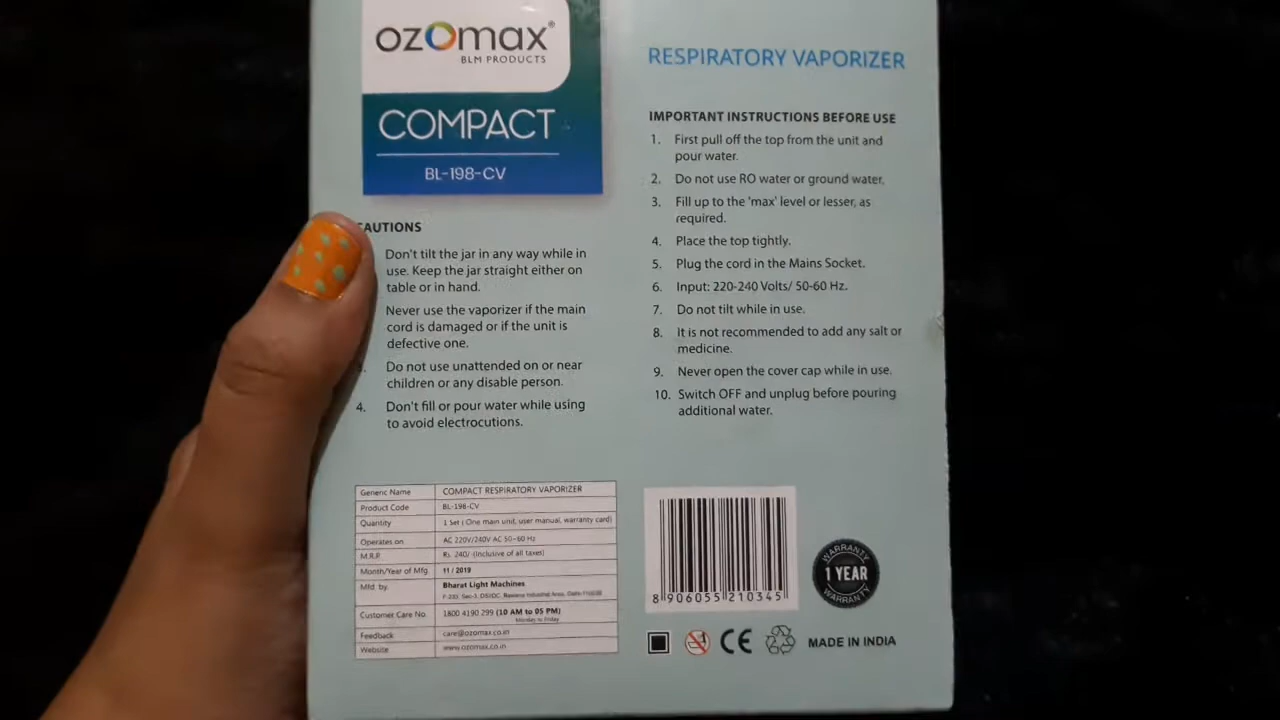 ozomax®
BLM PRODUCTS
COMPACT
BL-198-CV
CAUTIONS
Don't tilt the jar in any way while in
use. Keep the jar straight either on
table or in hand.
Never use the vaporizer if the main
cord is damaged or if the unit is
defective one.
Do not use unattended on or near
children or any disable person.
4. Don't fill or pour water while using
to avoid electrocutions.
Generic Name COMPACT RESPIRATORY VAPORIZER
Product Code BL-198-CV
Quantity 1 Set ( One main unit, user manual, warranty card)
Operates on AC 220V/240V AC 50~60 Hz
M.R.P. Rs. 240/-(Inclusive of all taxes)
Month/Year of Mfg. 11 / 2019
Mfd. by. Bharat Light Machines
Customer Care No. 1800 4190 299 (10 AM to 05 PM)
Monday to Friday
Feedback care@ozomax.co.in
Website www.ozomax.co.in
RESPIRATORY VAPORIZER
IMPORTANT INSTRUCTIONS BEFORE USE
1. First pull off the top from the unit and
pour water.
2. Do not use RO water or ground water.
3. Fill up to the 'max' level or lesser, as
required.
4. Place the top tightly.
5. Plug the cord in the Mains Socket.
6. Input: 220-240 Volts/ 50-60 Hz.
7. Do not tilt while in use.
8. It is not recommended to add any salt or
medicine.
9. Never open the cover cap while in use.
10. Switch OFF and unplug before pouring
additional water.
8 906055 210345
WARRANTY
1 YEAR
WARRANTY
CE
MADE IN INDIA